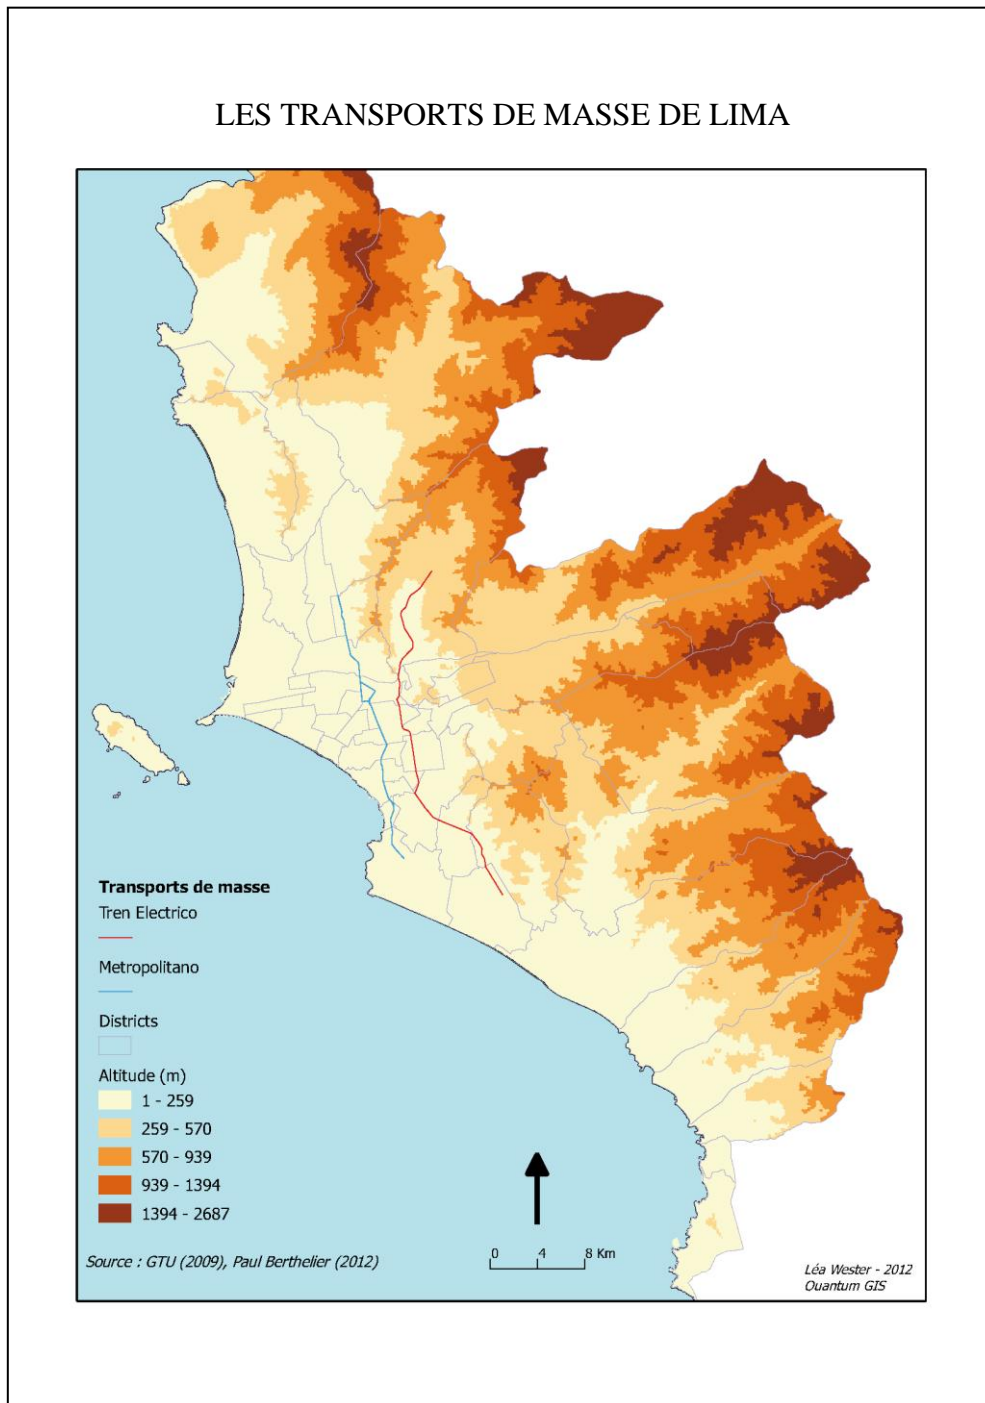 LES TRANSPORTS DE MASSE DE LIMA
Transports de masse
Tren Electrico
Metropolitano
Districts
Altitude (m)
1 - 259
259 - 570
570 - 939
939 - 1394
1394 - 2687
Source : GTU (2009), Paul Berthelier (2012)
0 4 8 Km
Léa Wester - 2012
Quantum GIS